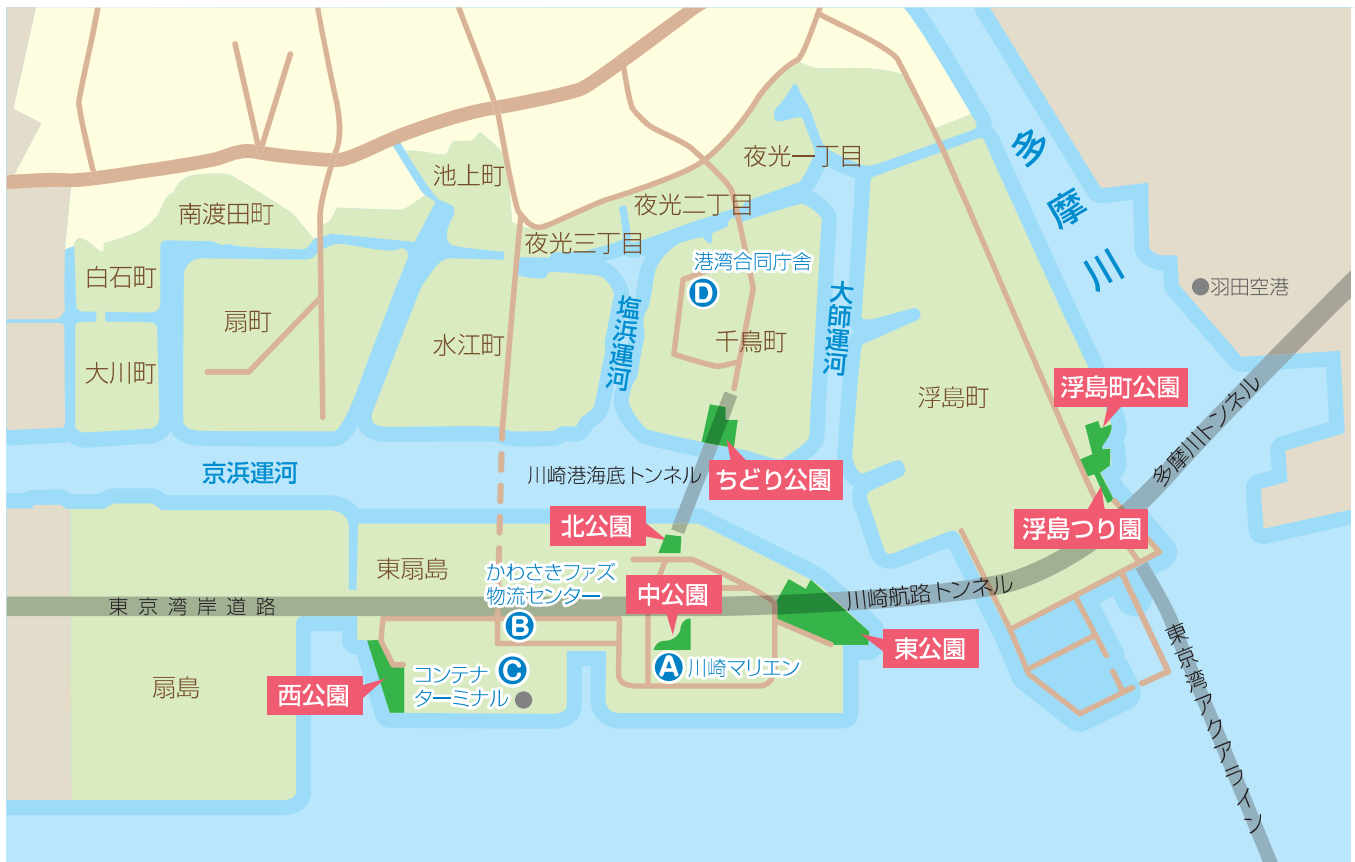 多摩川
夜光一丁目
池上町
夜光二丁目
南渡田町
夜光三丁目
港湾合同庁舎
D
白石町
羽田空港
扇町
塩浜運河
大師運河
水江町
千鳥町
大川町
浮島町
浮島町公園
多摩川トンネル
京浜運河
川崎港海底トンネル
ちどり公園
北公園
浮島つり園
東扇島
かわさきファズ
物流センター
B
中公園
川崎航路トンネル
東京湾岸道路
東公園
A
川崎マリエン
扇島
西公園
コンテナ
ターミナル
C
東京湾アクアライン